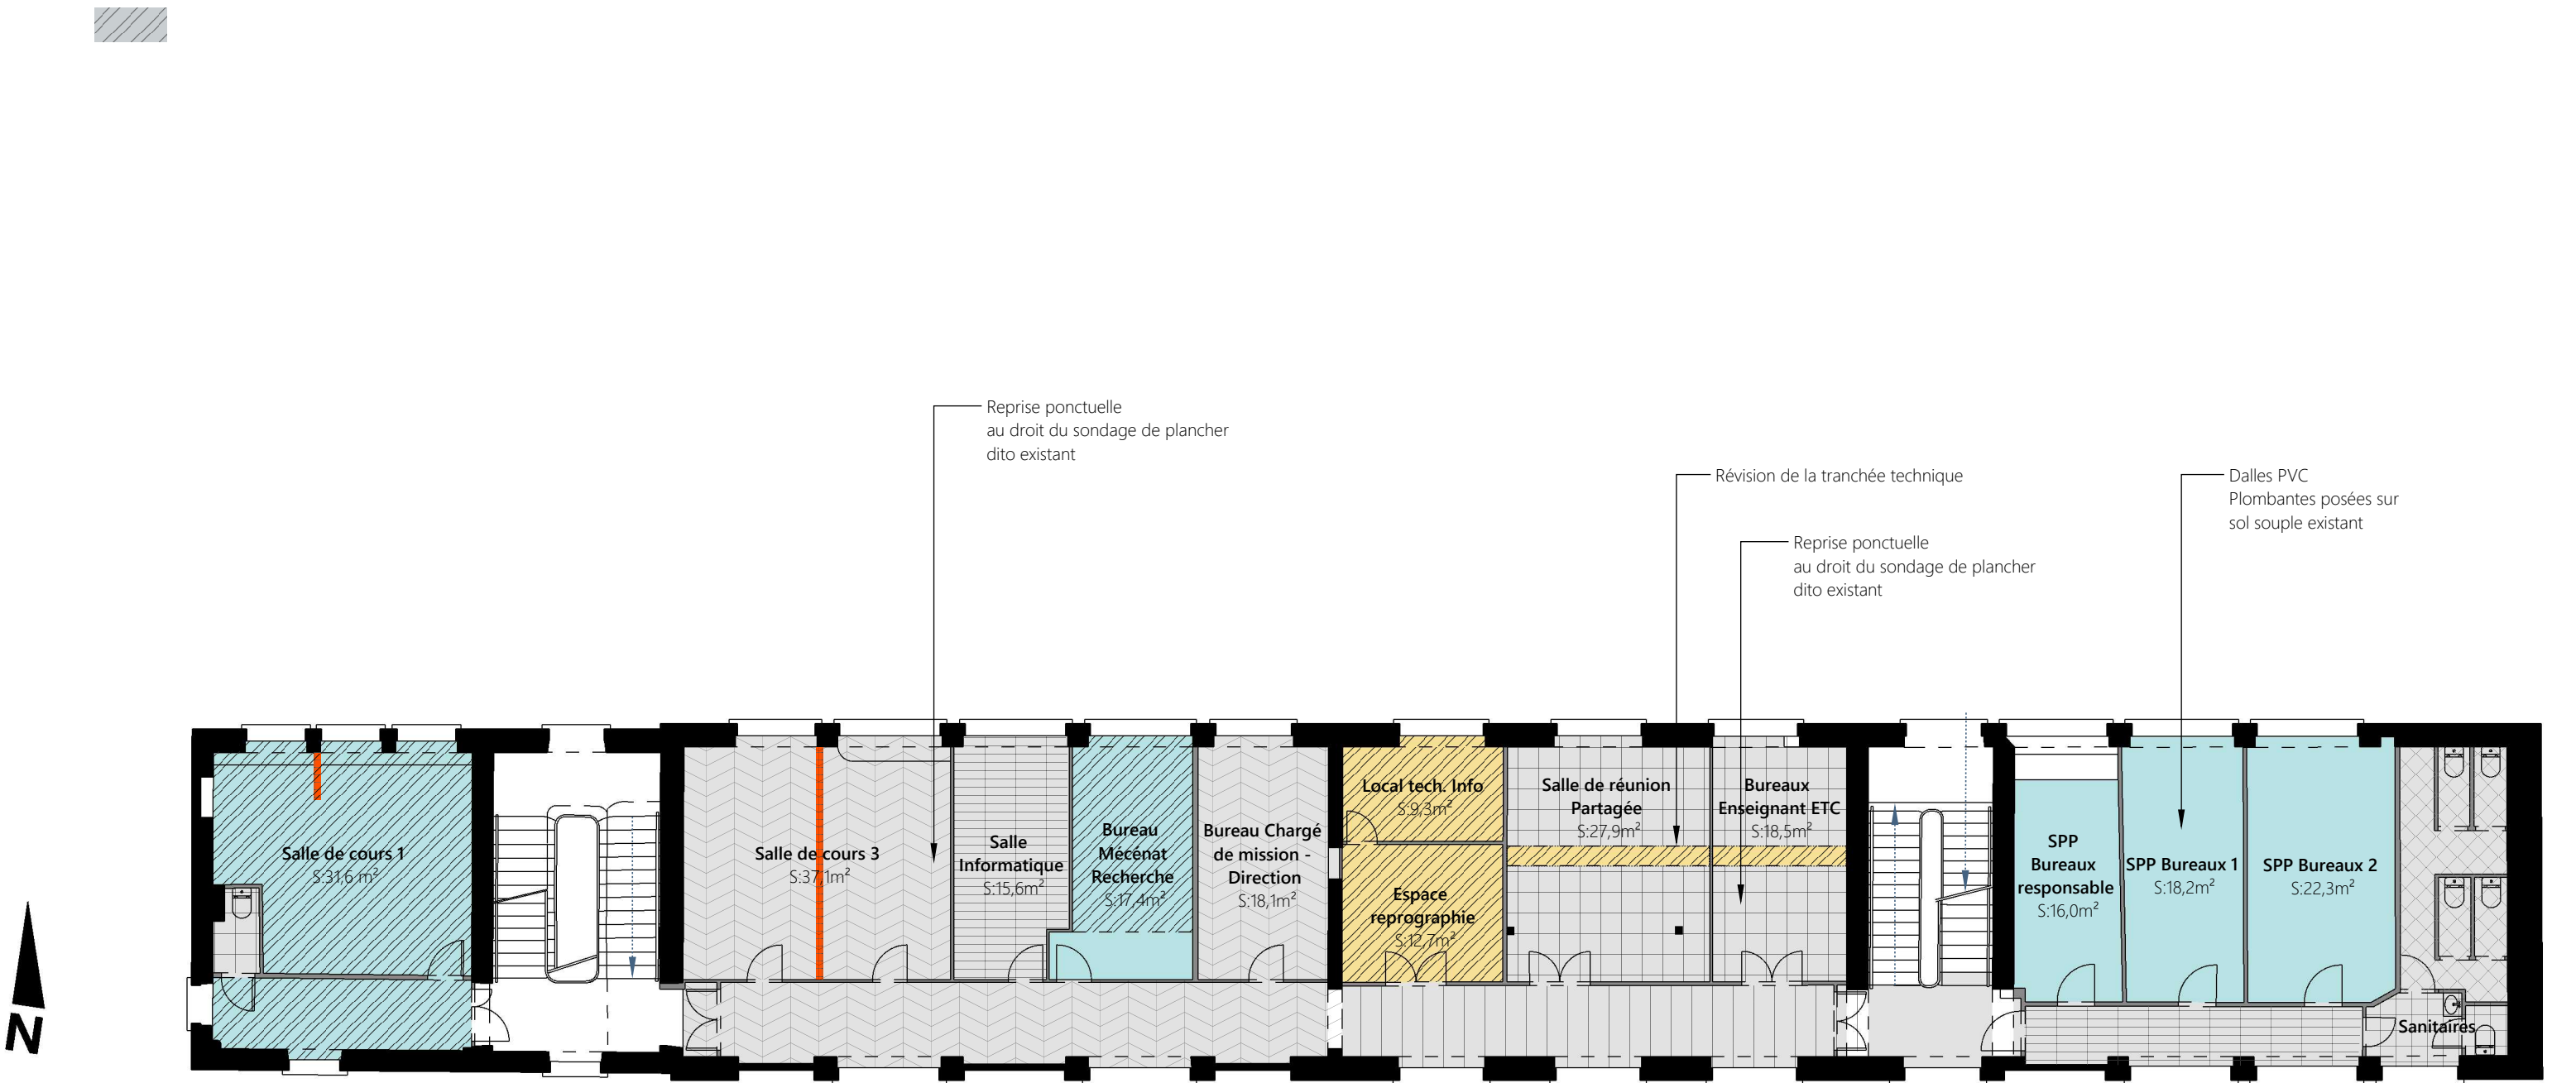 Reprise ponctuelle
au droit du sondage de plancher
dito existant
Révision de la tranchée technique
Dalles PVC
Plombantes posées sur
sol souple existant
Reprise ponctuelle
au droit du sondage de plancher
dito existant
Salle de cours 1
S:31,6 m²
Salle de cours 3
S:37,1m²
Salle
Informatique
S:15,6m²
Bureau
Mécénat
Recherche
S:17,4m²
Bureau Chargé
de mission -
Direction
S:18,1m²
Local tech. Info
S:9,3m²
Espace
reprographie
S:12,7m²
Salle de réunion
Partagée
S:27,9m²
Bureaux
Enseignant ETC
S:18,5m²
SPP
Bureaux
responsable
S:16,0m²
SPP Bureaux 1
S:18,2m²
SPP Bureaux 2
S:22,3m²
Sanitaires
N